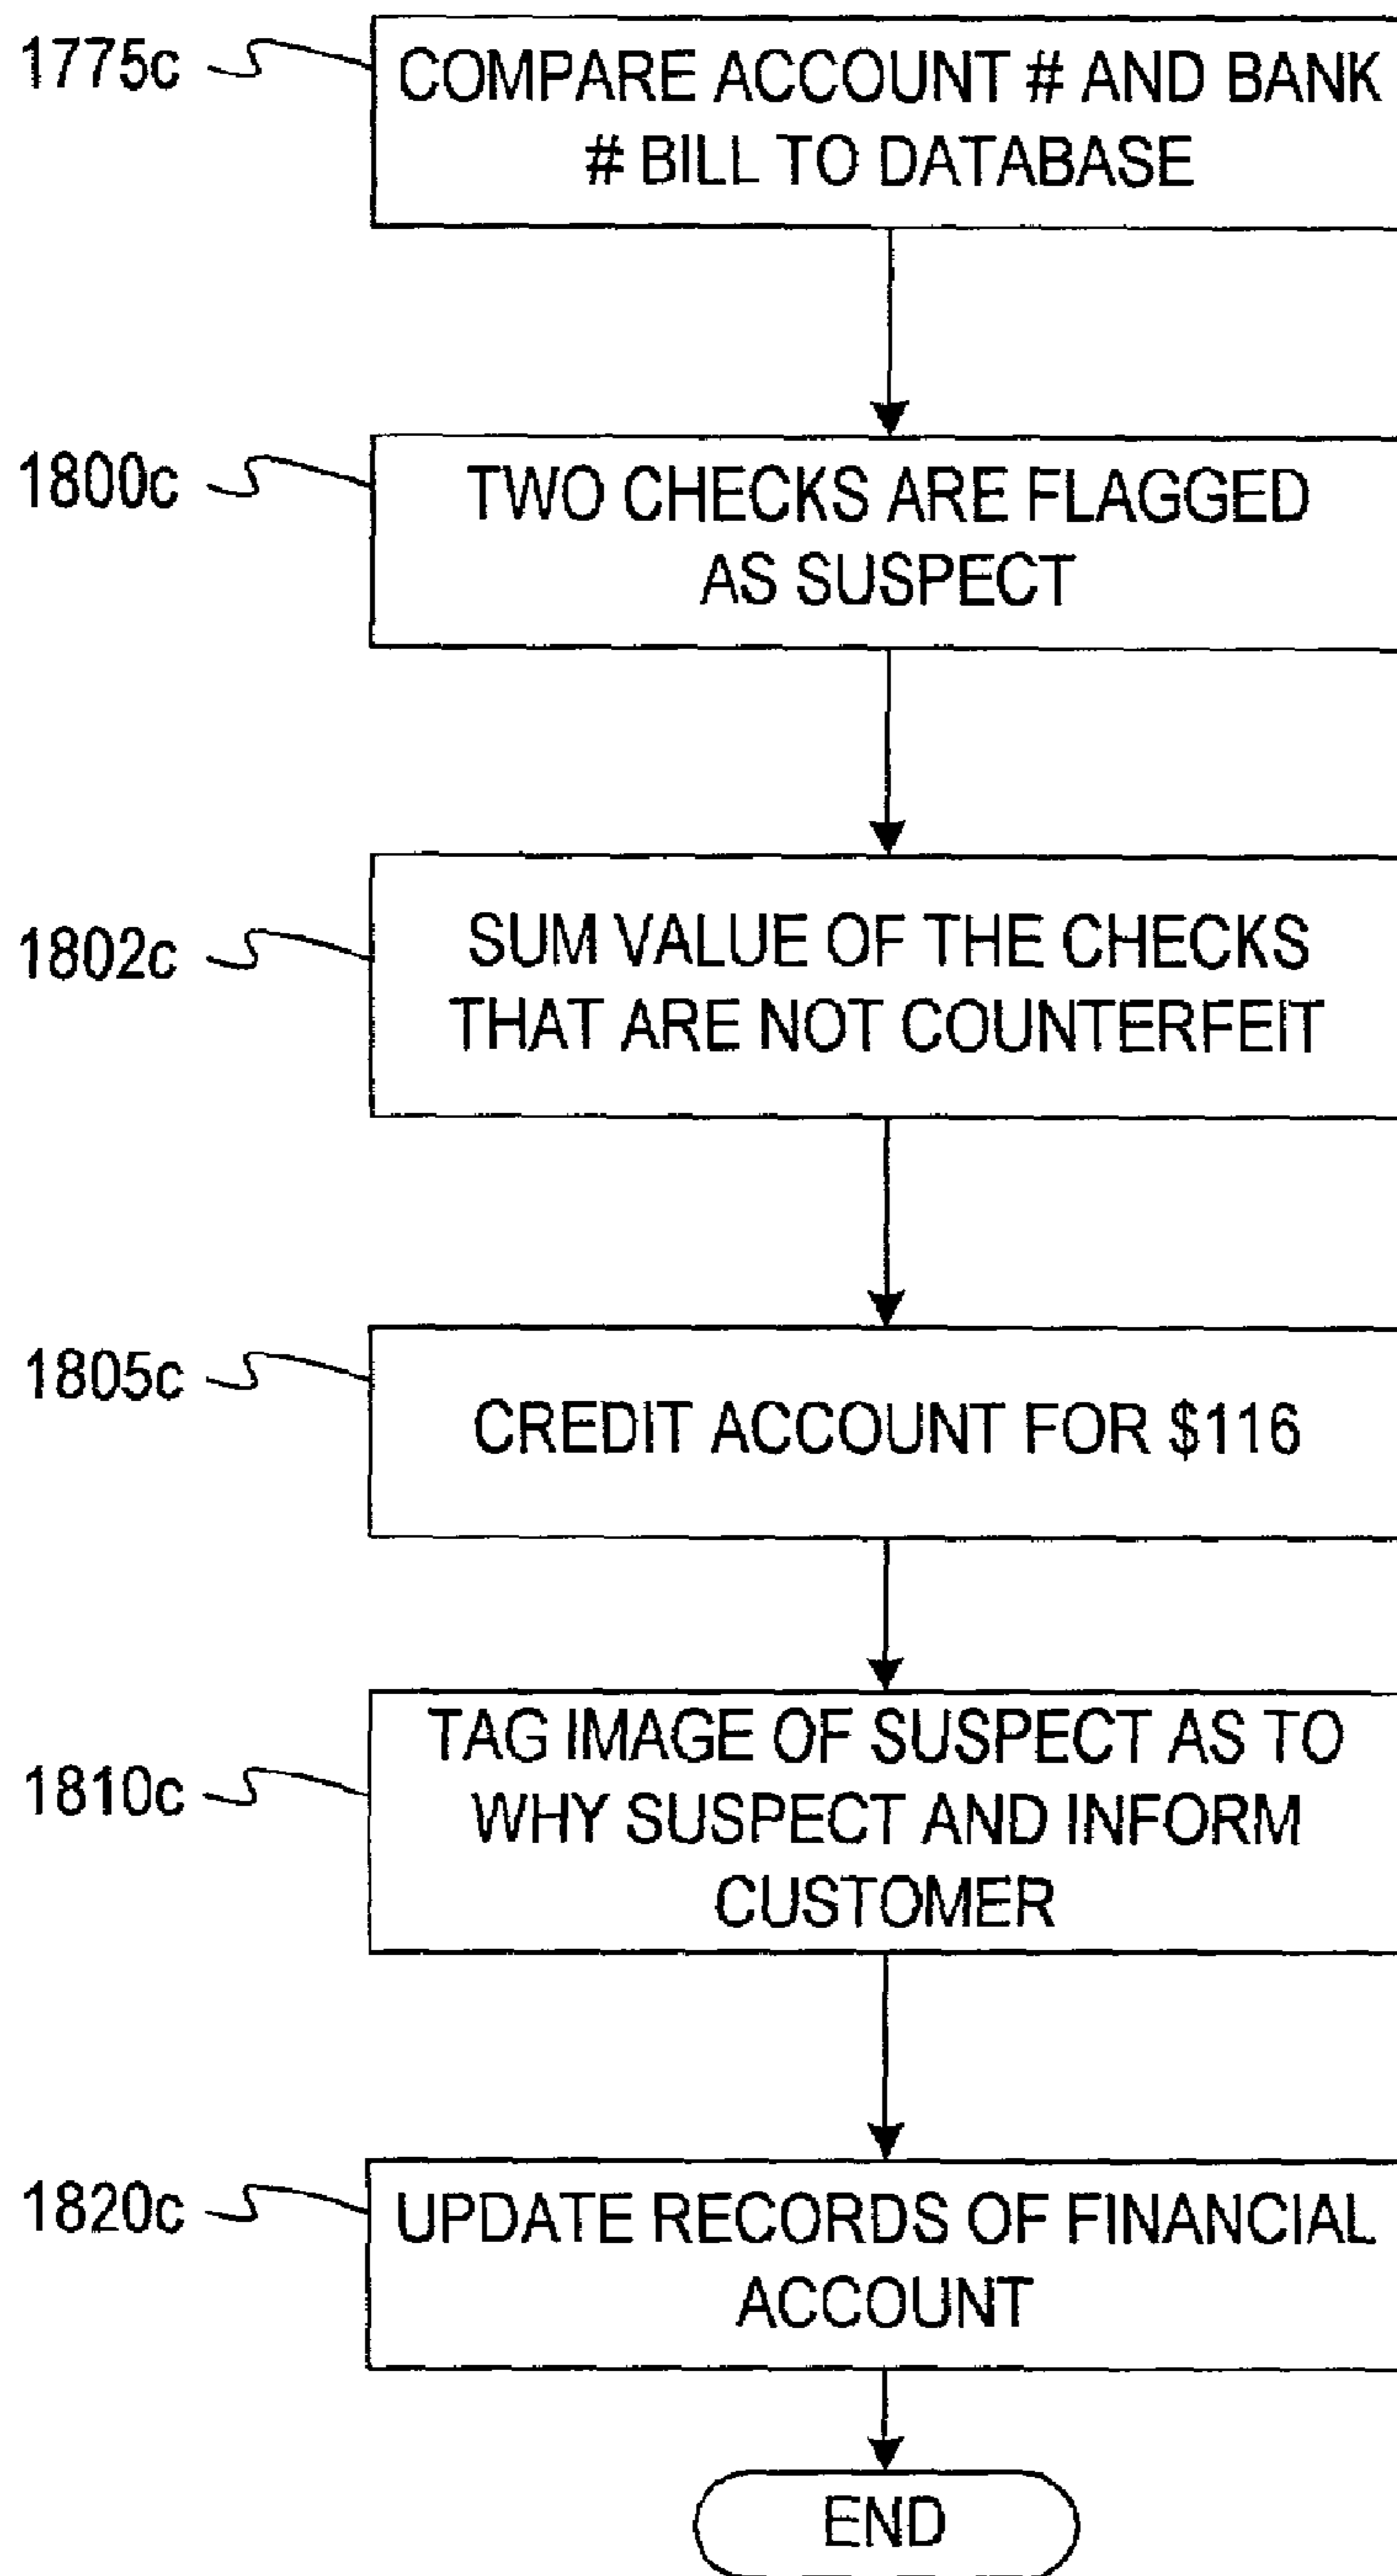 1775c
COMPARE ACCOUNT # AND BANK
# BILL TO DATABASE
1800c
TWO CHECKS ARE FLAGGED
AS SUSPECT
1802c
SUM VALUE OF THE CHECKS
THAT ARE NOT COUNTERFEIT
1805c
CREDIT ACCOUNT FOR $116
1810c
TAG IMAGE OF SUSPECT AS TO
WHY SUSPECT AND INFORM
CUSTOMER
1820c
UPDATE RECORDS OF FINANCIAL
ACCOUNT
END